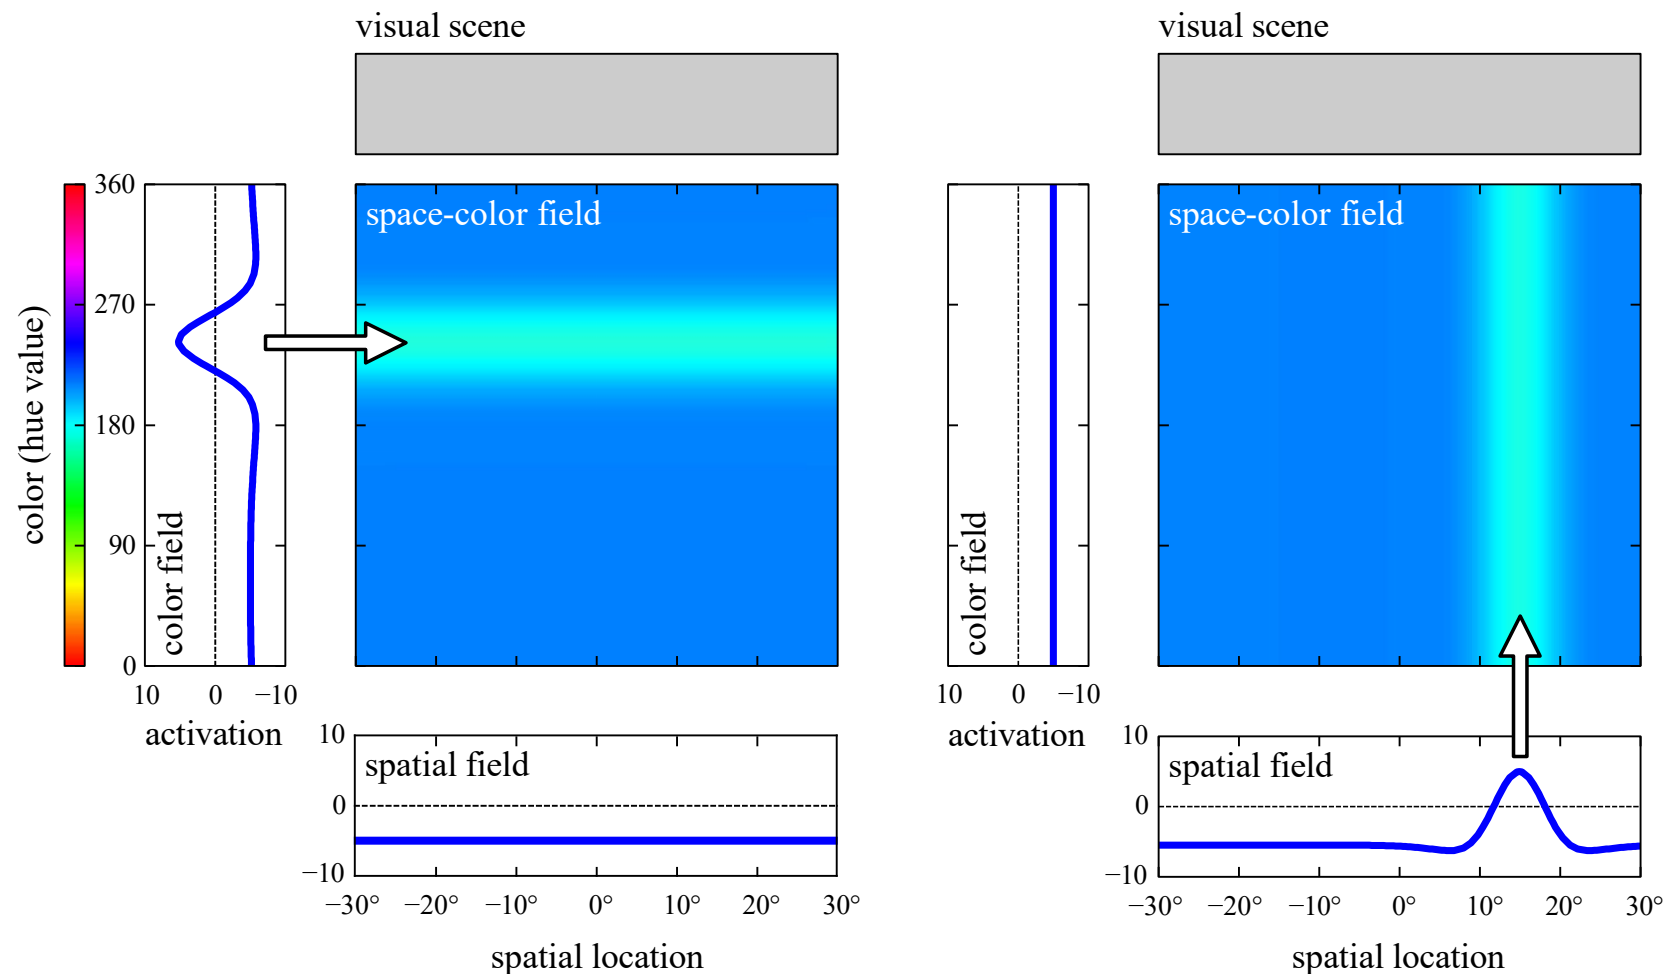 visual scene
visual scene
360
270
180
90
0
color (hue value)
color field
10 0 −10
activation
space-color field
10
0
−10
spatial field
−30° −20° −10° 0° 10° 20° 30°
spatial location
color field
10 0 −10
activation
space-color field
10
0
−10
spatial field
−30° −20° −10° 0° 10° 20° 30°
spatial location